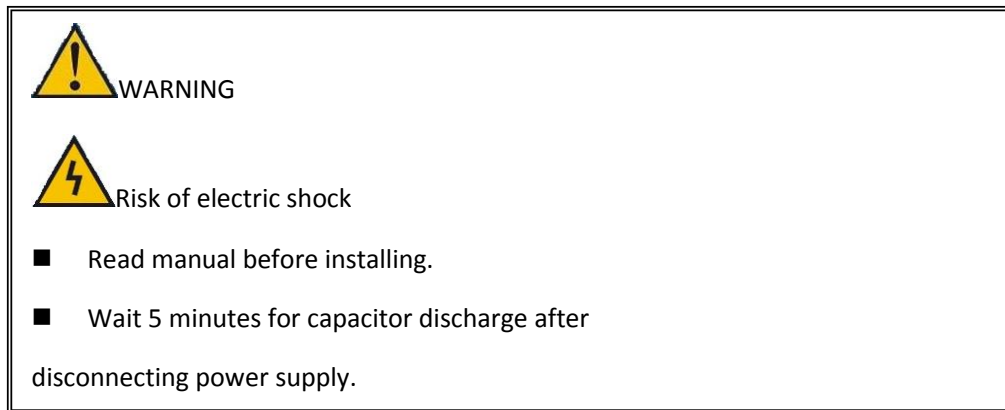 WARNING
Risk of electric shock
■ Read manual before installing.
■ Wait 5 minutes for capacitor discharge after
disconnecting power supply.